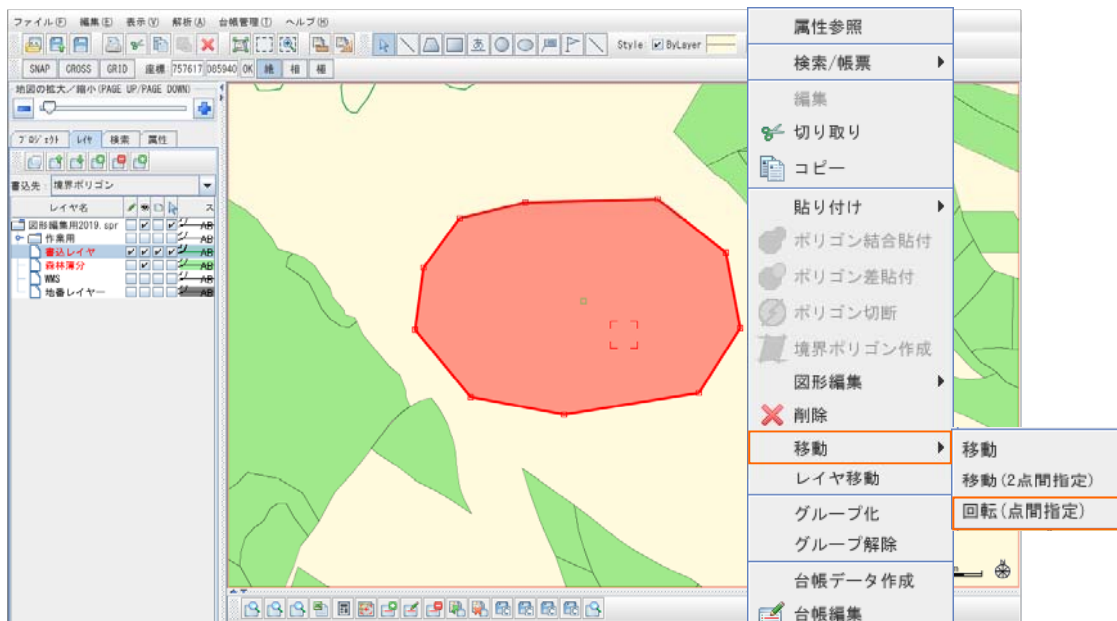 ファイル(F) 編集(E) 表示(V) 解析(A) 台帳管理(T) ヘルプ(H)
Style ByLayer
SNAP CROSS GRID 座標 757617 085940 OK 絶 相 極
地図の拡大/縮小(PAGE UP/PAGE DOWN)
プロジェクト レイヤ 検索 属性
書込先: 境界ポリゴン
レイヤ名 ス
図形編集用2019.spr AB
作業用 AB
書込レイヤ AB
森林簿分 AB
WMS AB
地番レイヤー AB
属性参照
検索/帳票
編集
切り取り
コピー
貼り付け
ポリゴン結合貼付
ポリゴン差貼付
ポリゴン切断
境界ポリゴン作成
図形編集
削除
移動
レイヤ移動
グループ化
グループ解除
台帳データ作成
台帳編集
移動
移動(2点間指定)
回転(点間指定)